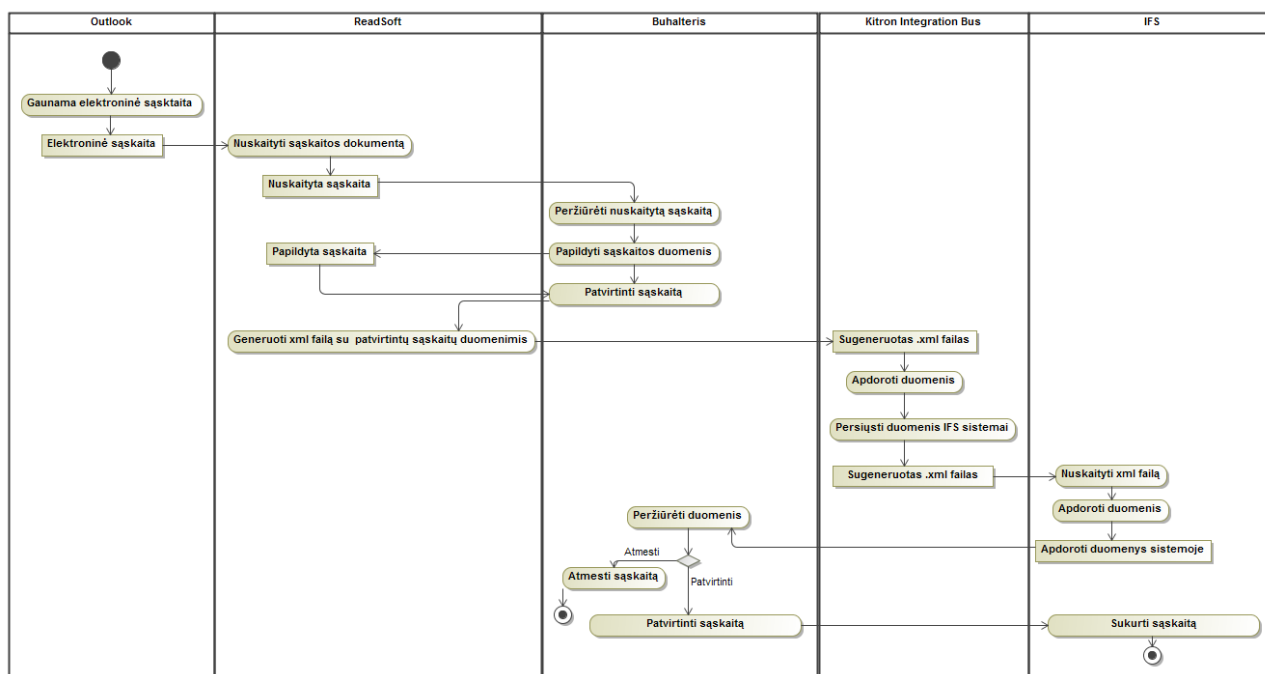 Outlook
ReadSoft
Buhalteris
Kitron Integration Bus
IFS
Gaunama elektroninė sąsktaita
Elektroninė sąskaita
Nuskaityti sąskaitos dokumentą
Nuskaityta sąskaita
Peržiūrėti nuskaitytą sąskaitą
Papildyta sąskaita
Papildyti sąskaitos duomenis
Patvirtinti sąskaitą
Generuoti xml failą su  patvirtintų sąskaitų duomenimis
Sugeneruotas .xml failas
Apdoroti duomenis
Persiųsti duomenis IFS sistemai
Sugeneruotas .xml failas
Nuskaityti xml failą
Apdoroti duomenis
Peržiūrėti duomenis
Apdoroti duomenys sistemoje
Atmesti
Atmesti sąskaitą
Patvirtinti
Patvirtinti sąskaitą
Sukurti sąskaitą